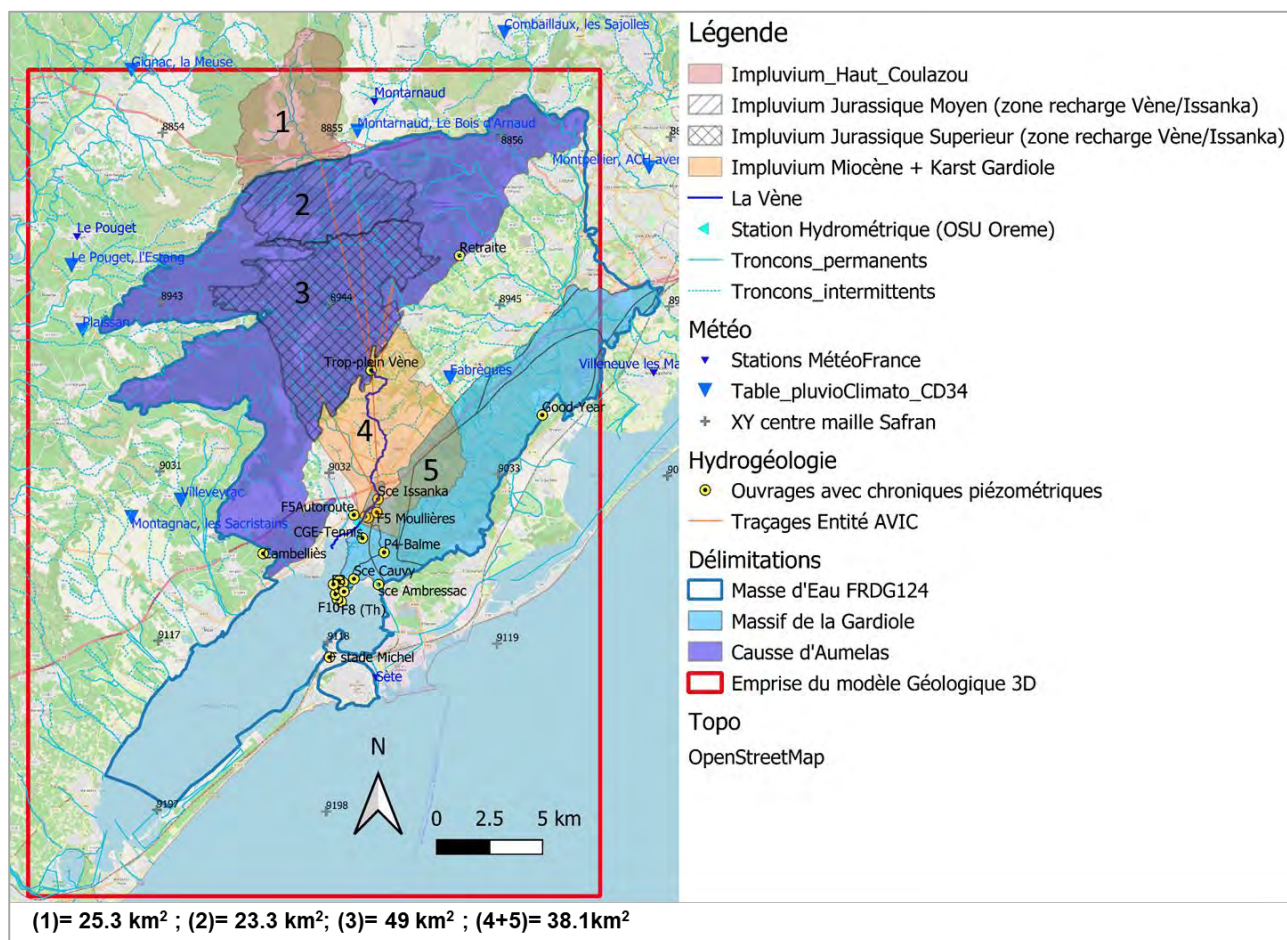 Combaillaux, les Sajolles
Gignac, la Meuse
Montarnaud
8854
1
8855
Montarnaud, Le Bois d'Arnaud
8856
Montpellier, ACH aver
2
Le Pouget
Retraite
Le Pouget, l'Estang
8943
3
8944
8945
Plaissan
Trop-plein Vène
Villeneuve les Ma
Fabrègues
Good-Year
4
9031
9032
5
9033
Villeveyrac
Sce Issanka
Montagnac, les Sacristains
F5Autoroute
F5 Moullières
CGE-Tennis
P4-Balme
Cambelliès
Sce Cauvy
sce Ambressac
F10
F8 (Th)
9117
9118
9119
F stade Michel
Sète
N
9197
9198
0 2.5 5 km
Légende
Impluvium_Haut_Coulazou
Impluvium Jurassique Moyen (zone recharge Vène/Issanka)
Impluvium Jurassique Superieur (zone recharge Vène/Issanka)
Impluvium Miocène + Karst Gardiole
La Vène
Station Hydrométrique (OSU Oreme)
Troncons_permanents
Troncons_intermittents
Météo
Stations MétéoFrance
Table_pluvioClimato_CD34
XY centre maille Safran
Hydrogéologie
Ouvrages avec chroniques piézométriques
Traçages Entité AVIC
Délimitations
Masse d'Eau FRDG124
Massif de la Gardiole
Causse d'Aumelas
Emprise du modèle Géologique 3D
Topo
OpenStreetMap
(1)= 25.3 km² ; (2)= 23.3 km²; (3)= 49 km² ; (4+5)= 38.1km²